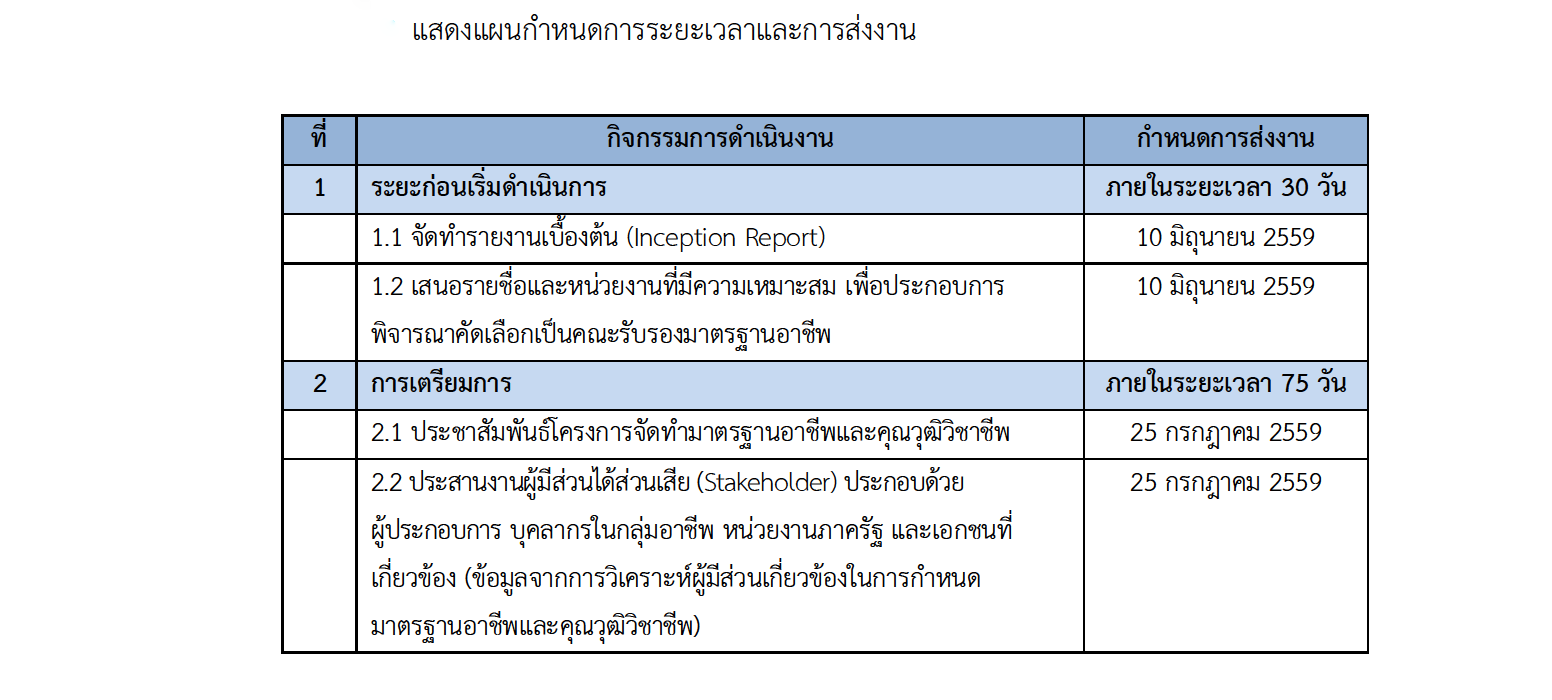 แสดงแผนกำหนดการระยะเวลาและการส่งงาน
ที่ กิจกรรมการดำเนินงาน กำหนดการส่งงาน
1 ระยะก่อนเริ่มดำเนินการ ภายในระยะเวลา 30 วัน
1.1 จัดทำรายงานเบื้องต้น (Inception Report) 10 มิถุนายน 2559
1.2 เสนอรายชื่อและหน่วยงานที่มีความเหมาะสม เพื่อประกอบการ 10 มิถุนายน 2559
พิจารณาคัดเลือกเป็นคณะรับรองมาตรฐานอาชีพ
2 การเตรียมการ ภายในระยะเวลา 75 วัน
2.1 ประชาสัมพันธ์โครงการจัดทำมาตรฐานอาชีพและคุณวุฒิวิชาชีพ 25 กรกฎาคม 2559
2.2 ประสานงานผู้มีส่วนได้ส่วนเสีย (Stakeholder) ประกอบด้วย 25 กรกฎาคม 2559
ผู้ประกอบการ บุคลากรในกลุ่มอาชีพ หน่วยงานภาครัฐ และเอกชนที่
เกี่ยวข้อง (ข้อมูลจากการวิเคราะห์ผู้มีส่วนเกี่ยวข้องในการกำหนด
มาตรฐานอาชีพและคุณวุฒิวิชาชีพ)